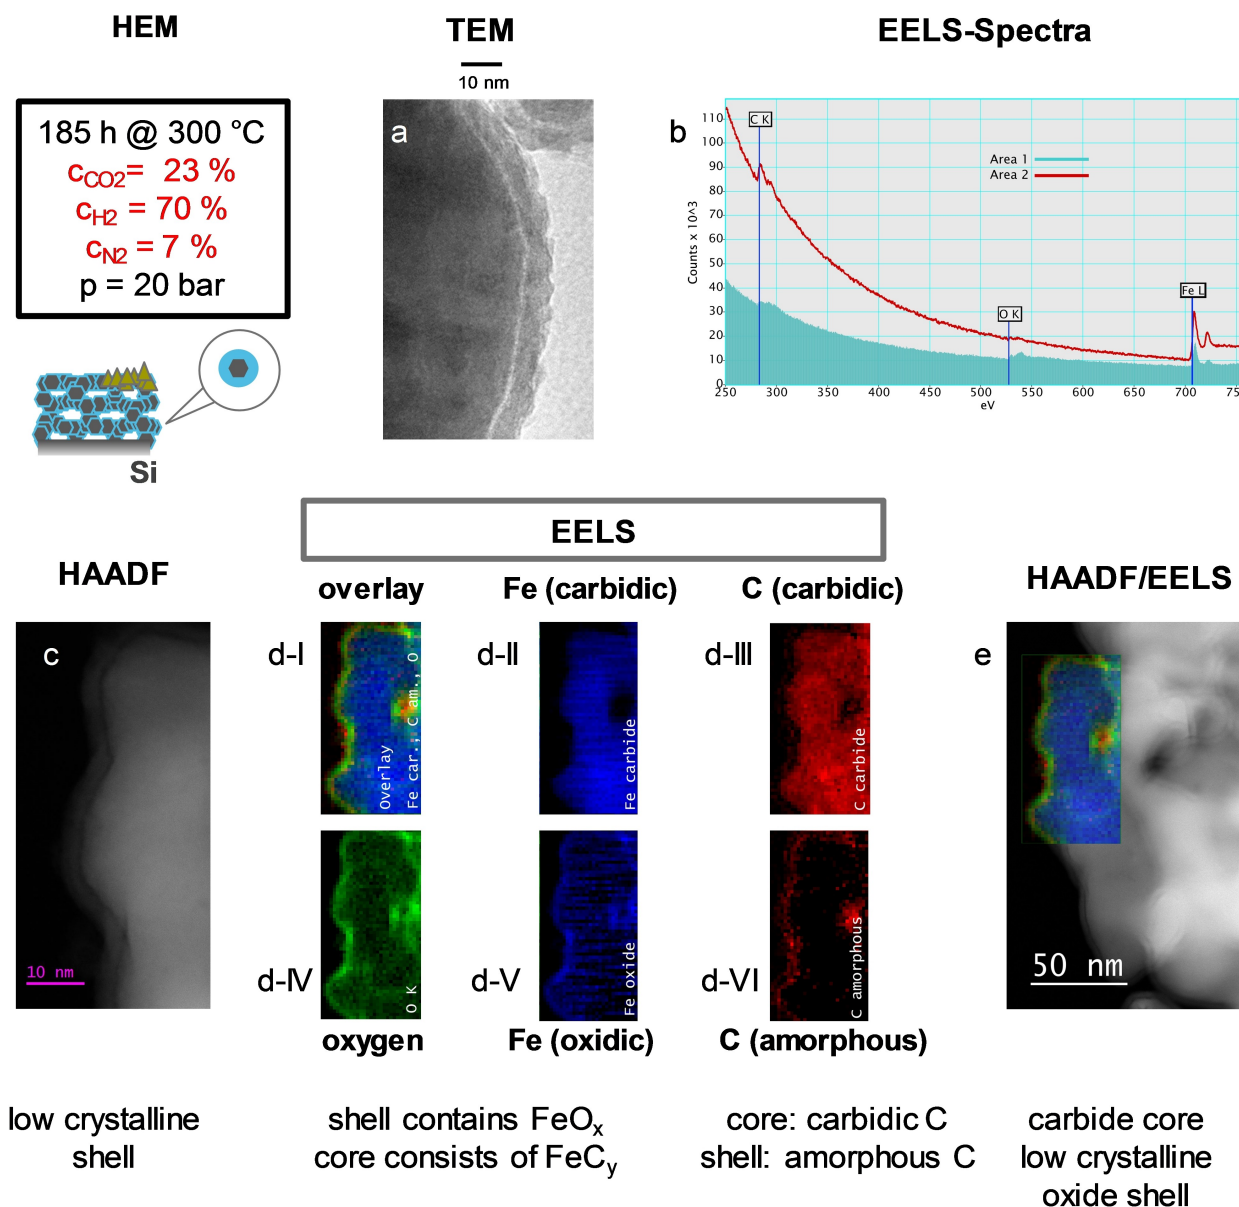 HEM
TEM
EELS-Spectra
10 nm
185 h @ 300 °C
cCO2= 23 %
cH2 = 70 %
cN2 = 7 %
p = 20 bar
a
b
Counts x 10^3
110
100
90
80
70
60
50
40
30
20
10
0
C K
Area 1
Area 2
O K
Fe L
250 300 350 400 450 500 550 600 650 700 75
eV
Si
EELS
HAADF
overlay
Fe (carbidic)
C (carbidic)
HAADF/EELS
c
10 nm
d-I
Overlay
Fe car., C am., O
d-II
Fe carbide
d-III
C carbide
e
50 nm
d-IV
O K
d-V
Fe oxide
d-VI
C amorphous
oxygen
Fe (oxidic)
C (amorphous)
low crystalline
shell
shell contains FeOx
core consists of FeCy
core: carbidic C
shell: amorphous C
carbide core
low crystalline
oxide shell